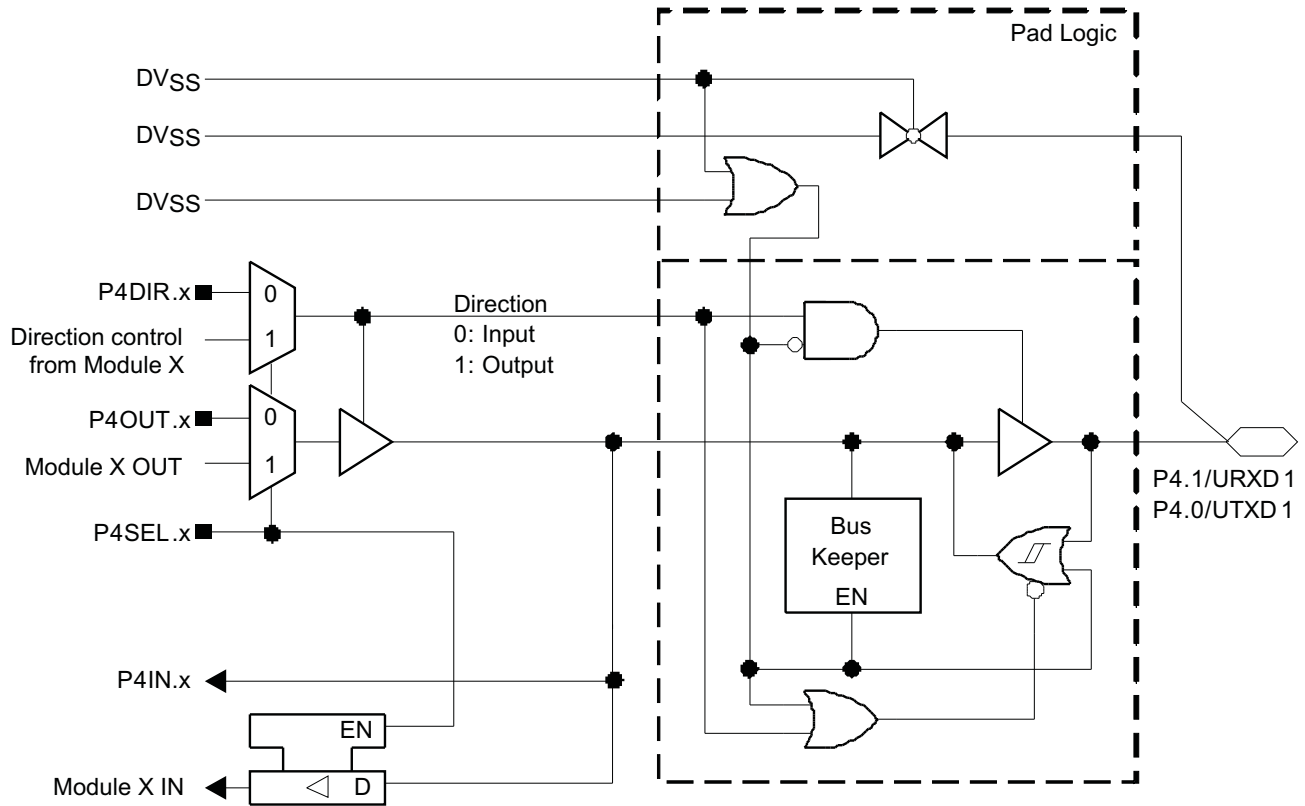 Pad Logic
DVSS
DVSS
DVSS
P4DIR.x
0
Direction control
from Module X
1
Direction
0: Input
1: Output
P4OUT.x
0
Module X OUT
1
P4SEL.x
P4.1/URXD1
P4.0/UTXD1
Bus
Keeper
EN
P4IN.x
EN
Module X IN
D